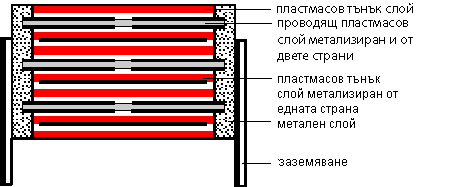 пластмасов тънък слой
проводящ пластмасов
слой метализиран и от
двете страни
пластмасов тънък
слой метализиран от
едната страна
метален слой
заземяване